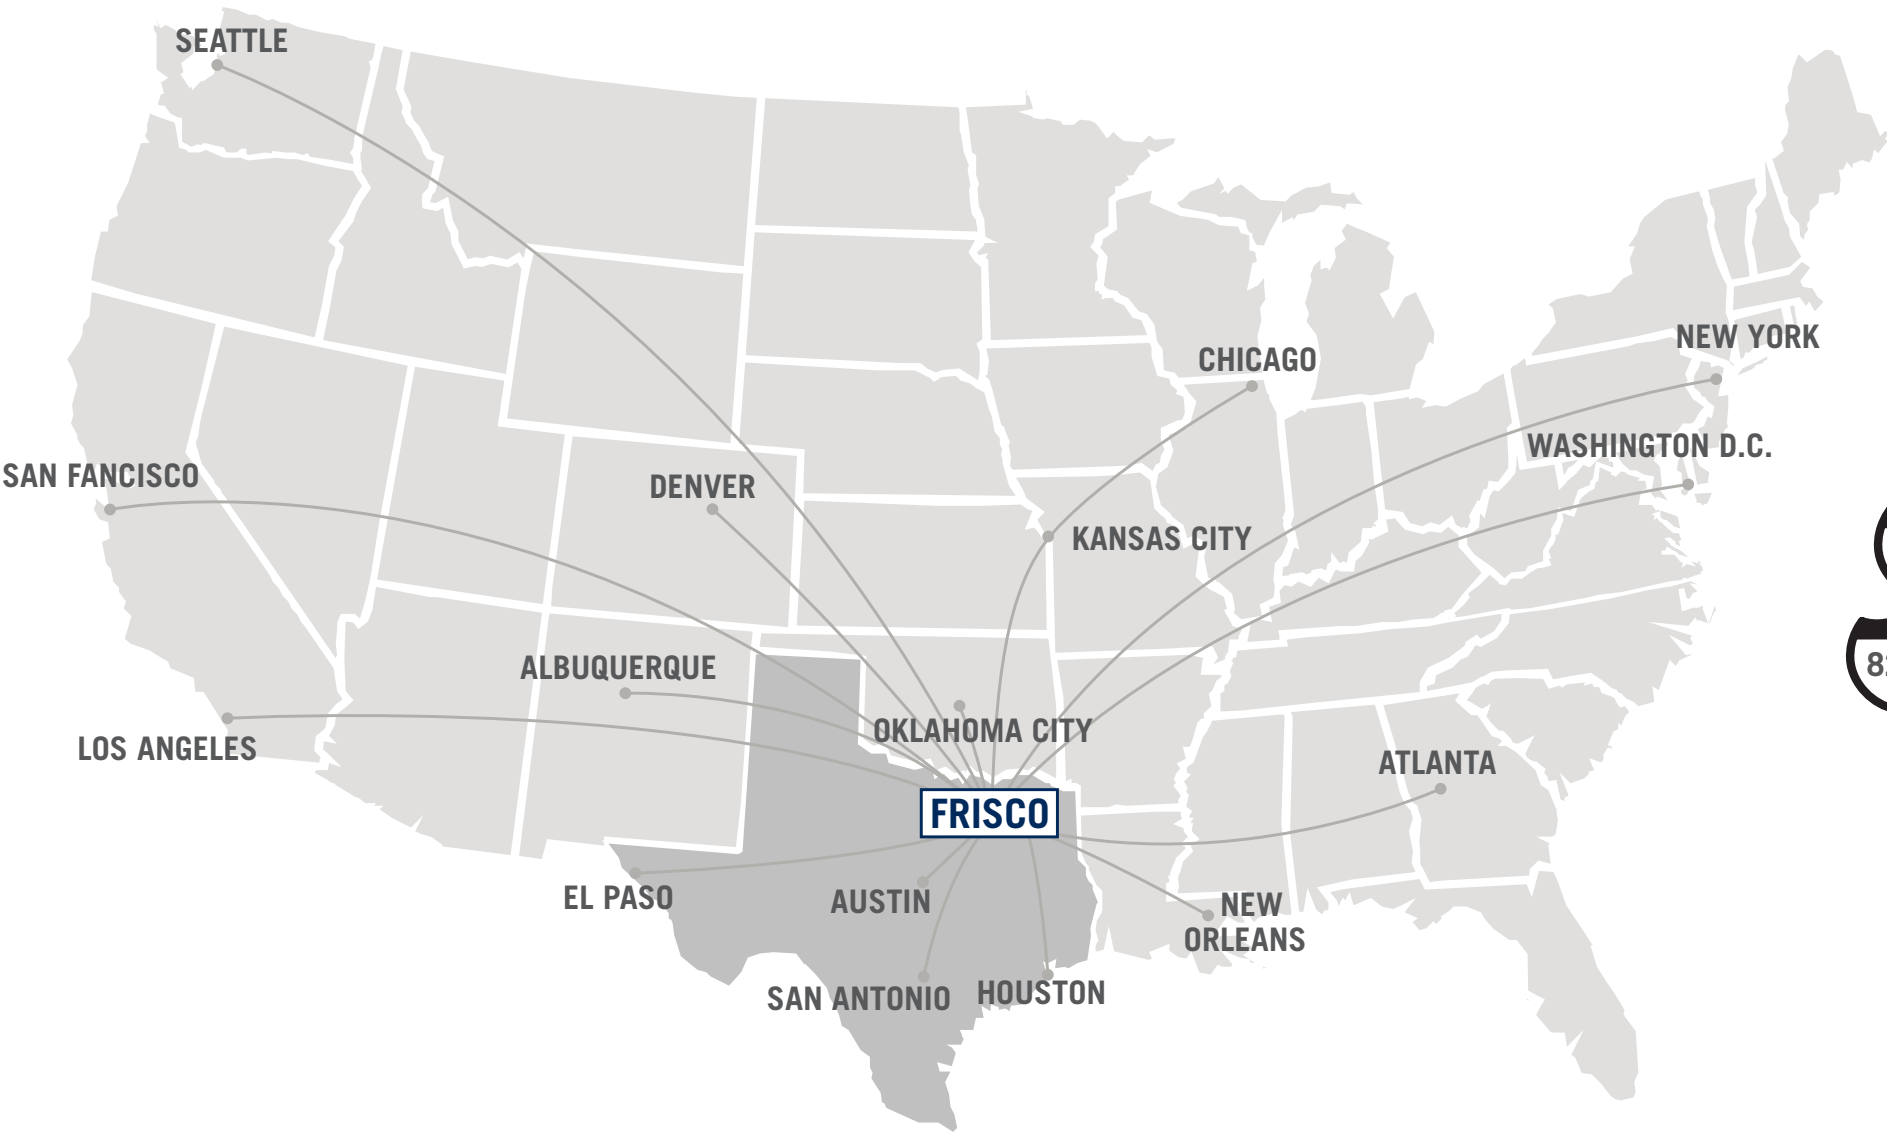 SEATTLE
NEW YORK
CHICAGO
WASHINGTON D.C.
SAN FANCISCO
DENVER
KANSAS CITY
ALBUQUERQUE
OKLAHOMA CITY
LOS ANGELES
ATLANTA
FRISCO
EL PASO
AUSTIN
NEW
ORLEANS
SAN ANTONIO
HOUSTON